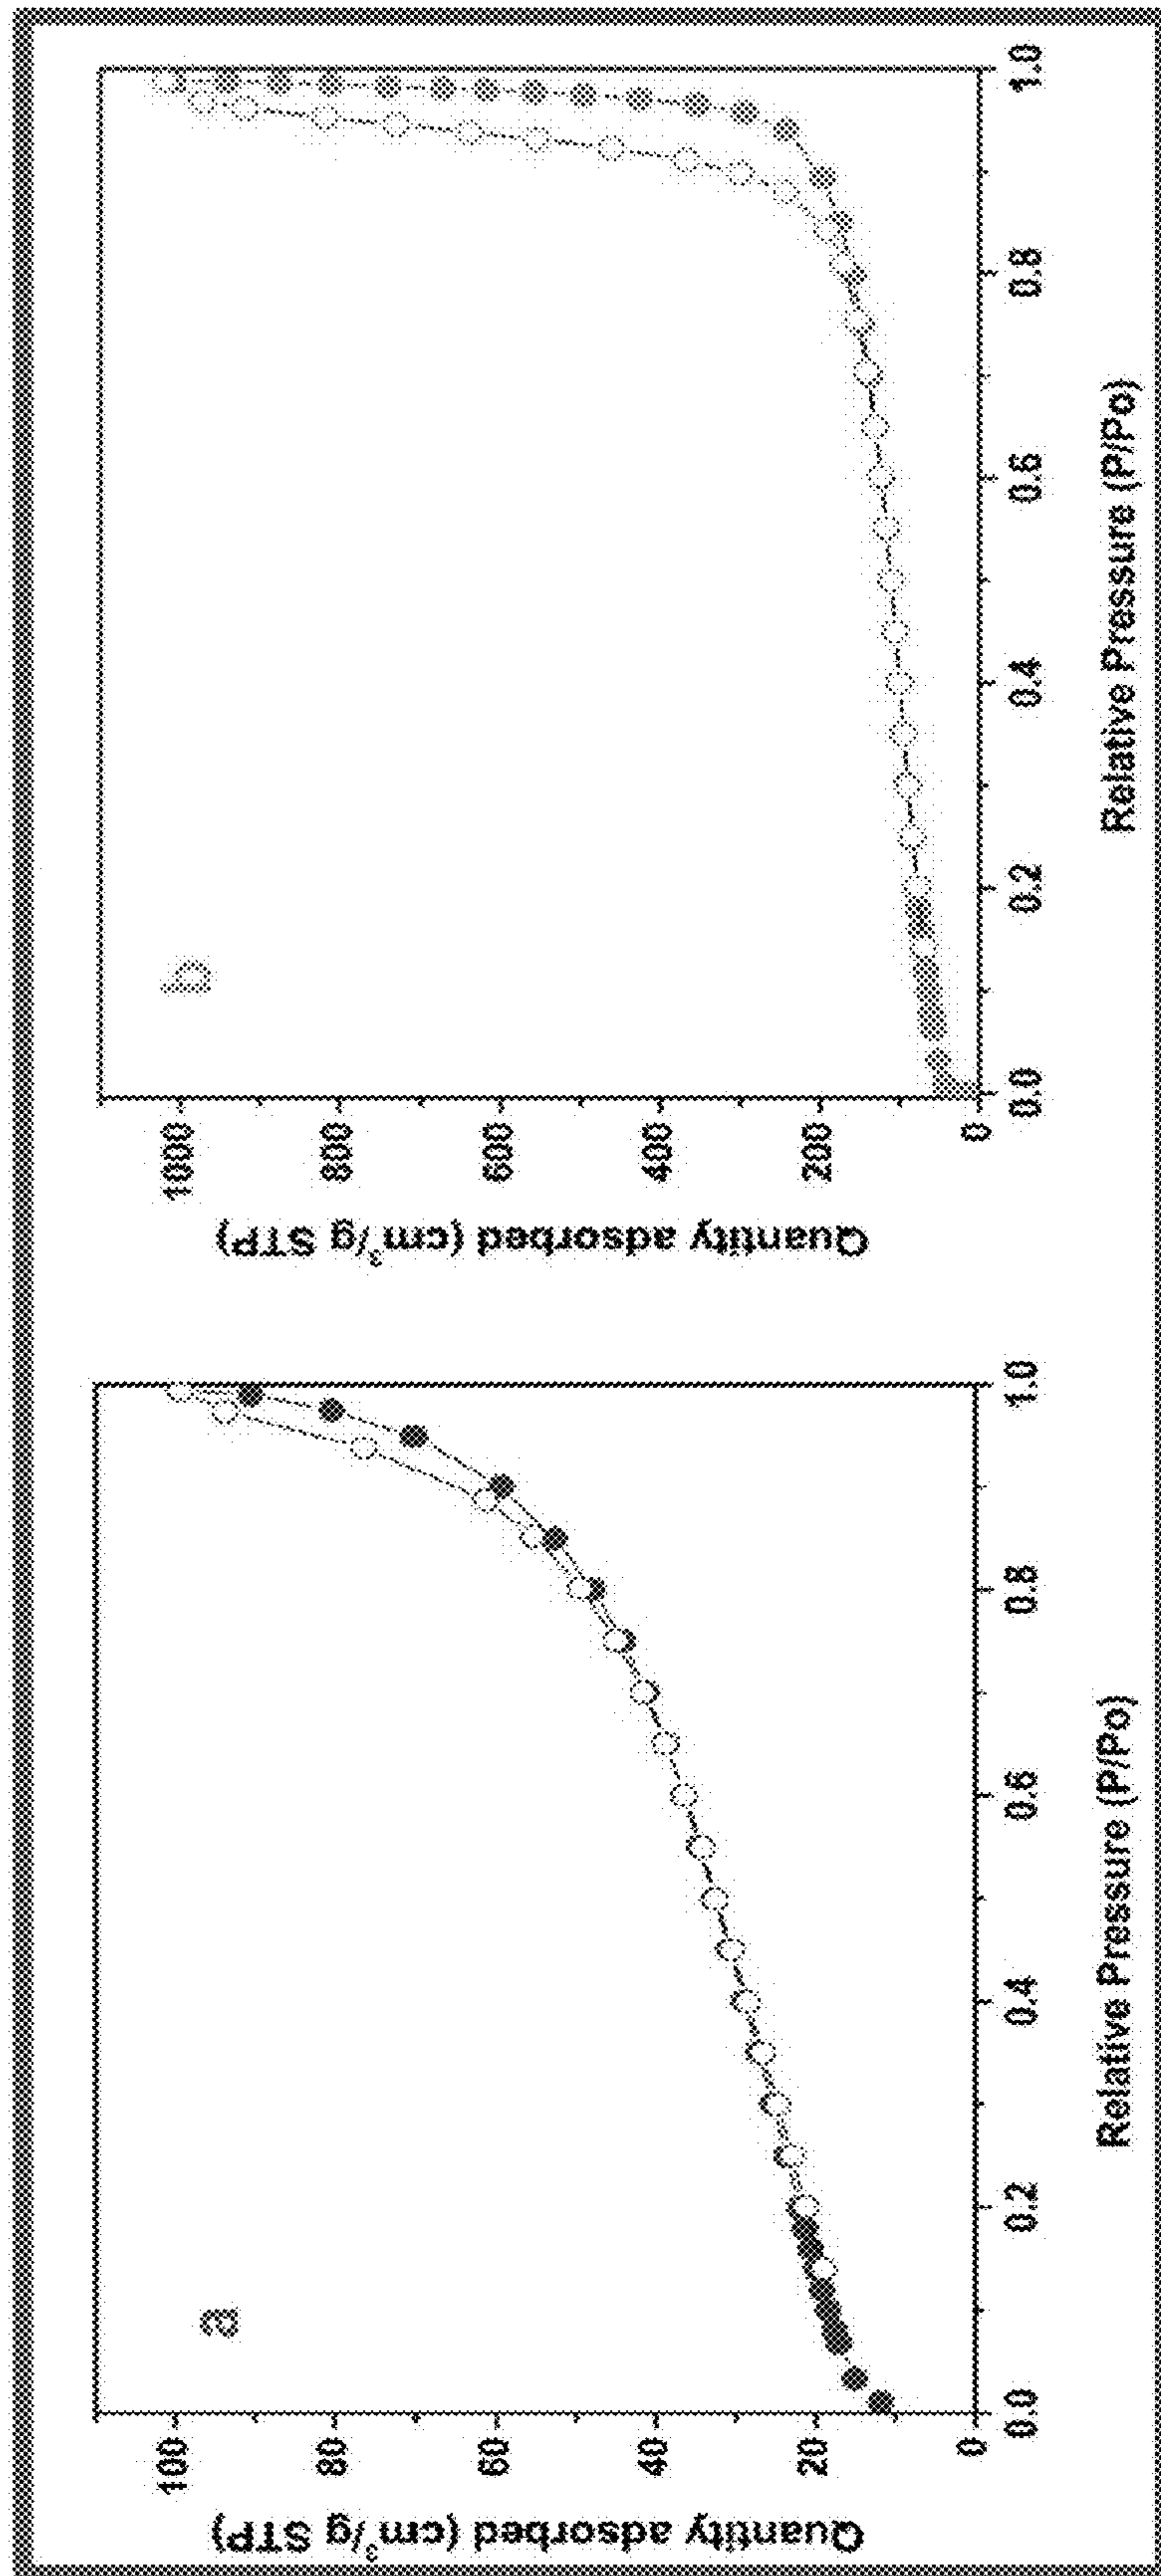 a
Quantity adsorbed (cm³/g STP)
100
80
60
40
20
0
0.0 0.2 0.4 0.6 0.8 1.0
Relative Pressure (P/Po)
b
Quantity adsorbed (cm³/g STP)
1000
800
600
400
200
0
0.0 0.2 0.4 0.6 0.8 1.0
Relative Pressure (P/Po)